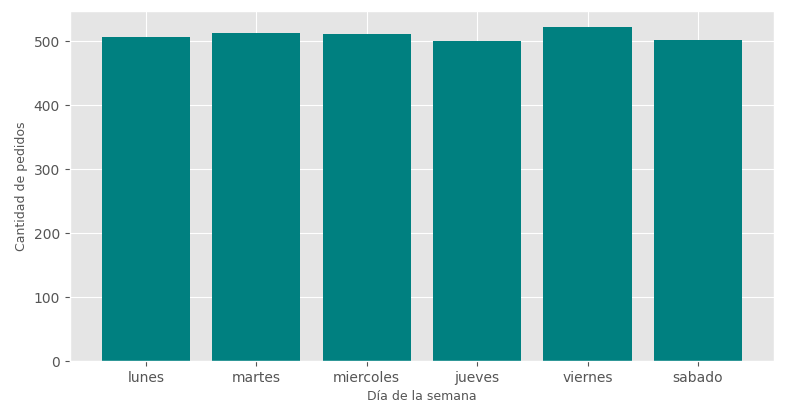 500
400
300
200
100
0
Cantidad de pedidos
lunes martes miercoles jueves viernes sabado
Día de la semana